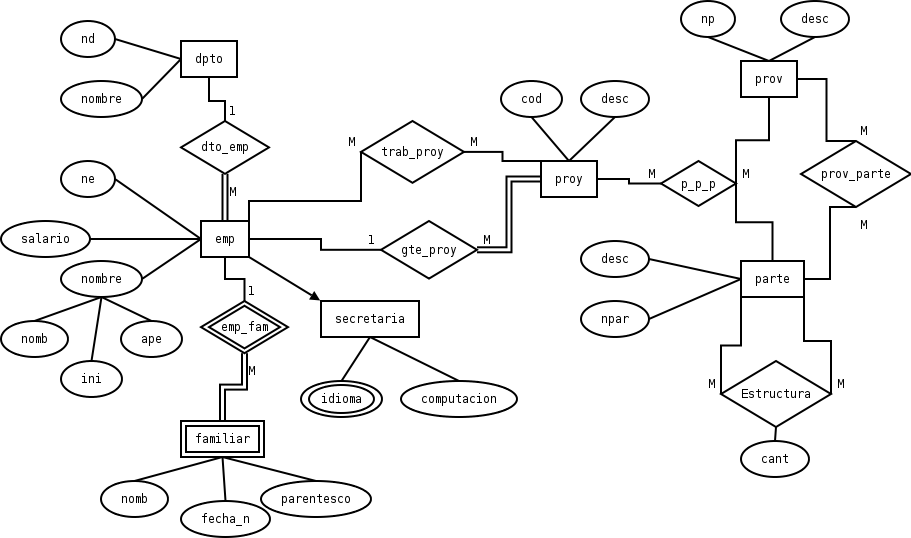 np
desc
nd
dpto
prov
nombre
cod
desc
1
M
dto_emp
M
trab_proy
M
ne
M
proy
M
p_p_p
M
prov_parte
M
salario
emp
1
gte_proy
M
M
nombre
desc
parte
1
nomb
ape
emp_fam
secretaria
npar
ini
M
idioma
computacion
M
Estructura
M
familiar
cant
nomb
fecha_n
parentesco